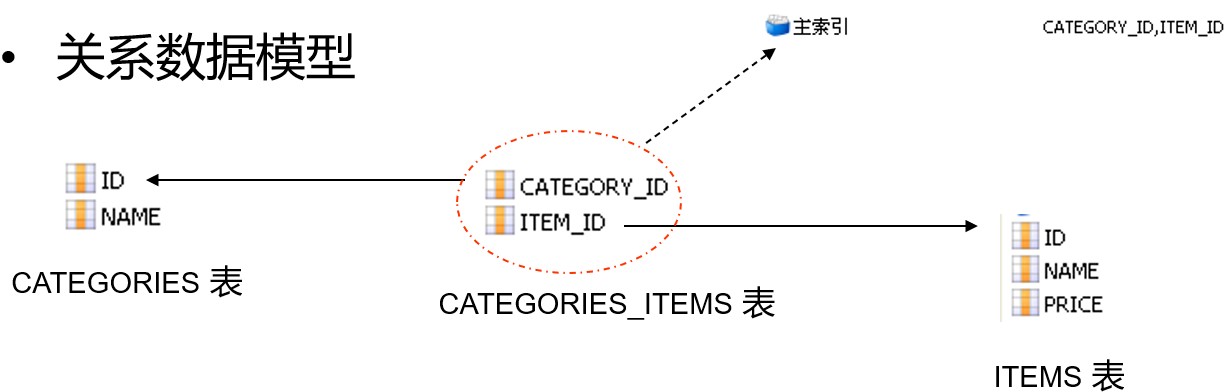 • 关系数据模型
主索引 CATEGORY_ID,ITEM_ID
ID
NAME
CATEGORIES 表
CATEGORY_ID
ITEM_ID
CATEGORIES_ITEMS 表
ID
NAME
PRICE
ITEMS 表